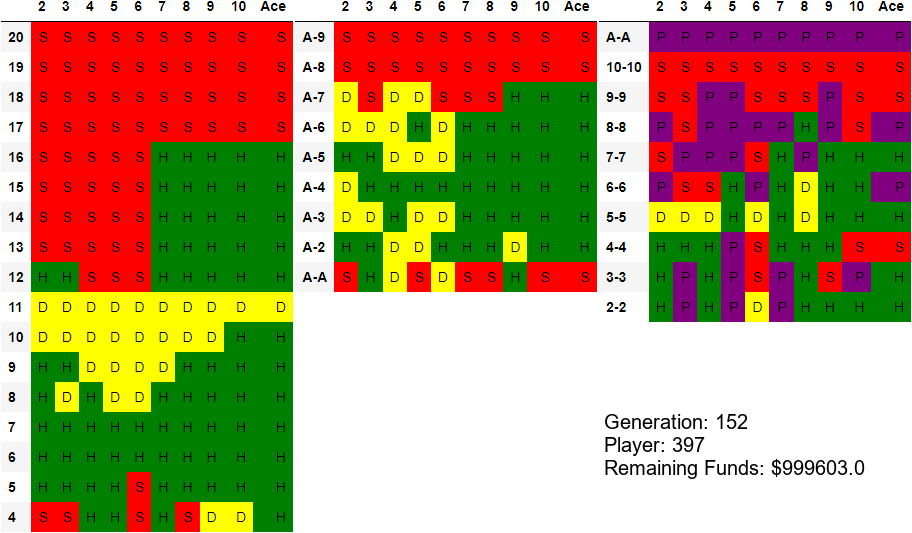 2 3 4 5 6 7 8 9 10 Ace
20 S S S S S S S S S S
19 S S S S S S S S S S
18 S S S S S S S S S S
17 S S S S S S S S S S
16 S S S S S H H H H H
15 S S S S S H H H H H
14 S S S S S H H H H H
13 S S S S S H H H H H
12 H H S S S H H H H H
11 D D D D D D D D D D
10 D D D D D D D D H H
9 H H D D D D H H H H
8 H D H D D H H H H H
7 H H H H H H H H H H
6 H H H H H H H H H H
5 H H H H S H H H H H
4 S S H H S H S D D H
2 3 4 5 6 7 8 9 10 Ace
A-9 S S S S S S S S S S
A-8 S S S S S S S S S S
A-7 D S D D S S S H H H
A-6 D D D H D H H H H H
A-5 H H D D D H H H H H
A-4 D H H H H H H H H H
A-3 D D H D D H H H H H
A-2 H H D D H H H D H H
A-A S H D S D S S H S S
2 3 4 5 6 7 8 9 10 Ace
A-A P P P P P P P P P P
10-10 S S S S S S S S S S
9-9 S S P P S S S P S S
8-8 P S P P P P H P S P
7-7 S P P P S H P H H H
6-6 P S S H P H D H H P
5-5 D D D H D H D H H H
4-4 H H H P S H H H S S
3-3 H P H P S P H S P H
2-2 H P H P D P H H H H
Generation: 152
Player: 397
Remaining Funds: $999603.0